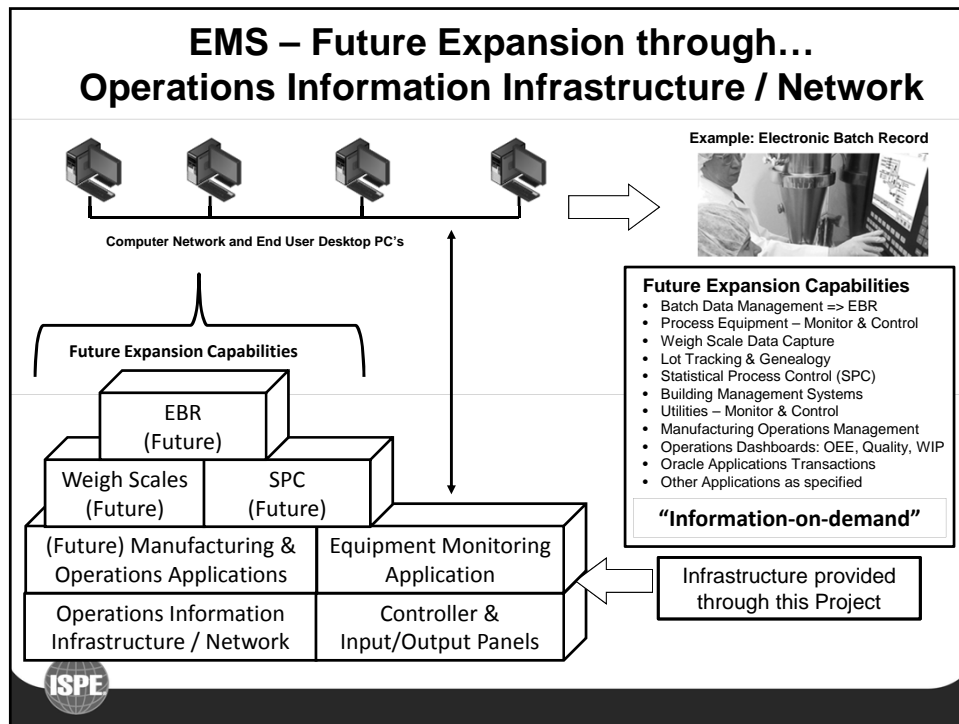 EMS – Future Expansion through…
Operations Information Infrastructure / Network
Example: Electronic Batch Record
Computer Network and End User Desktop PC's
Future Expansion Capabilities
EBR
(Future)
Weigh Scales
(Future)
SPC
(Future)
(Future) Manufacturing &
Operations Applications
Equipment Monitoring
Application
Operations Information
Infrastructure / Network
Controller &
Input/Output Panels
Future Expansion Capabilities
• Batch Data Management => EBR
• Process Equipment – Monitor & Control
• Weigh Scale Data Capture
• Lot Tracking & Genealogy
• Statistical Process Control (SPC)
• Building Management Systems
• Utilities – Monitor & Control
• Manufacturing Operations Management
• Operations Dashboards: OEE, Quality, WIP
• Oracle Applications Transactions
• Other Applications as specified
“Information-on-demand”
Infrastructure provided
through this Project
ISPE